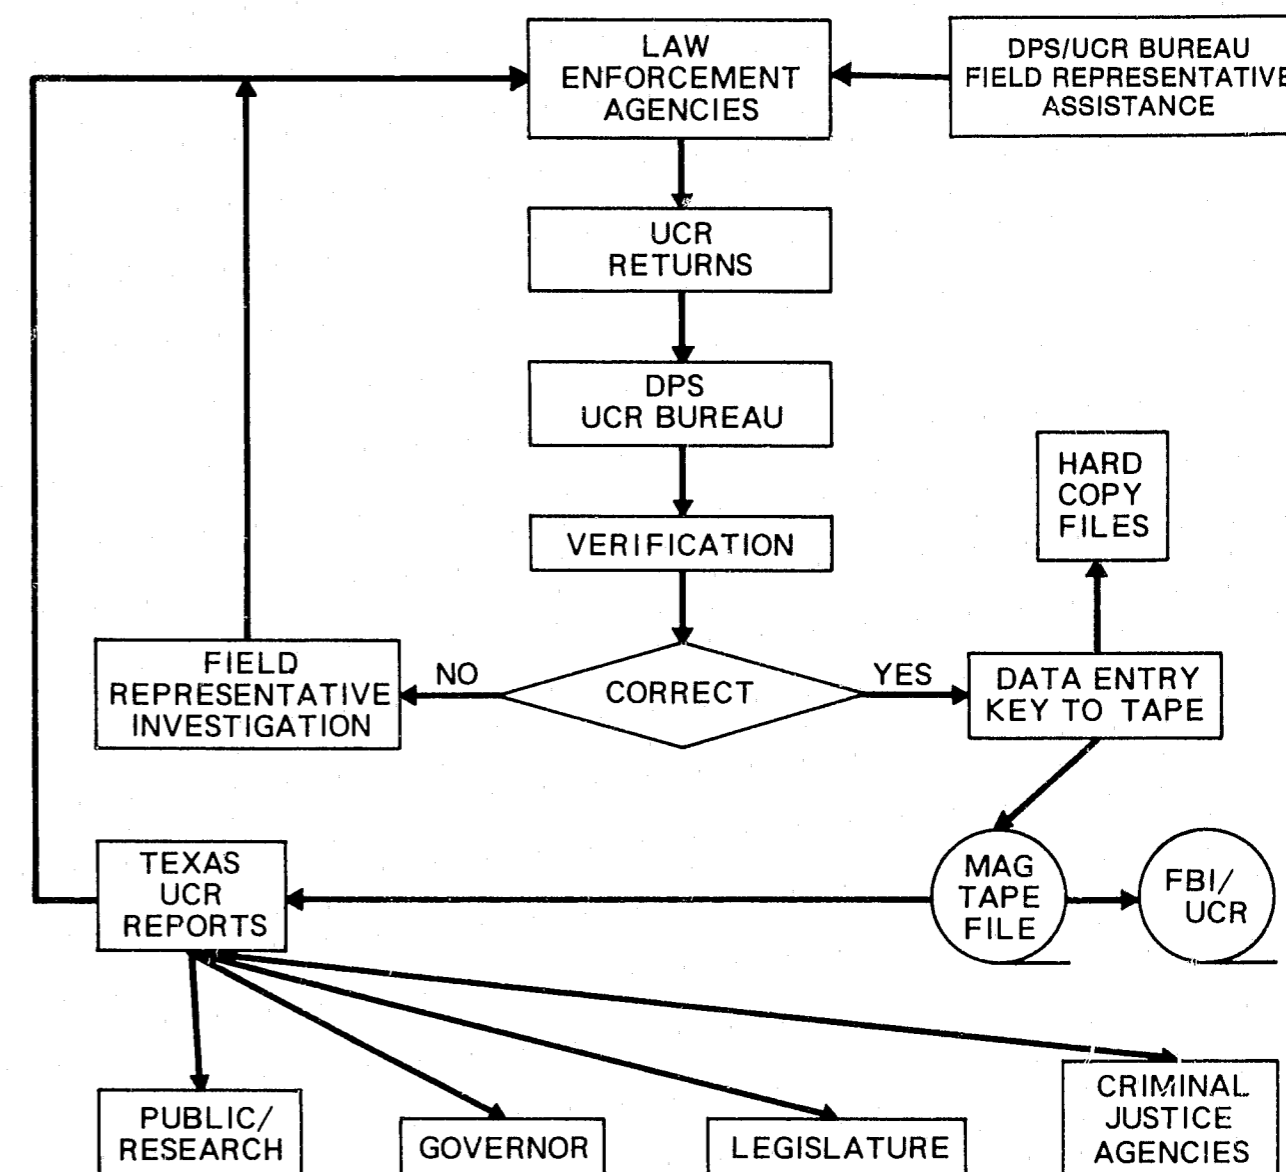 LAW
ENFORCEMENT
AGENCIES
DPS/UCR BUREAU
FIELD REPRESENTATIVE
ASSISTANCE
UCR
RETURNS
DPS
UCR BUREAU
VERIFICATION
HARD
COPY
FILES
FIELD
REPRESENTATIVE
INVESTIGATION
NO
CORRECT
YES
DATA ENTRY
KEY TO TAPE
TEXAS
UCR
REPORTS
MAG
TAPE
FILE
FBI/
UCR
PUBLIC/
RESEARCH
GOVERNOR
LEGISLATURE
CRIMINAL
JUSTICE
AGENCIES